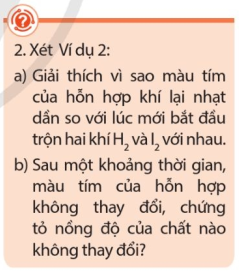 2. Xét Ví dụ 2:
a) Giải thích vì sao màu tím
của hỗn hợp khí lại nhạt
dần so với lúc mới bắt đầu
trộn hai khí H₂ và I₂ với nhau.
b) Sau một khoảng thời gian,
màu tím của hỗn hợp
không thay đổi, chứng
tỏ nồng độ của chất nào
không thay đổi?